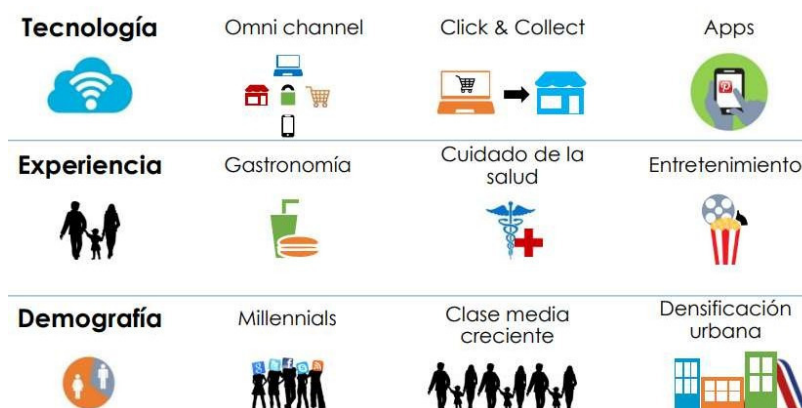 Tecnología
Omni channel
Click & Collect
Apps
Experiencia
Gastronomía
Cuidado de la
salud
Entretenimiento
Demografía
Millennials
Clase media
creciente
Densificación
urbana